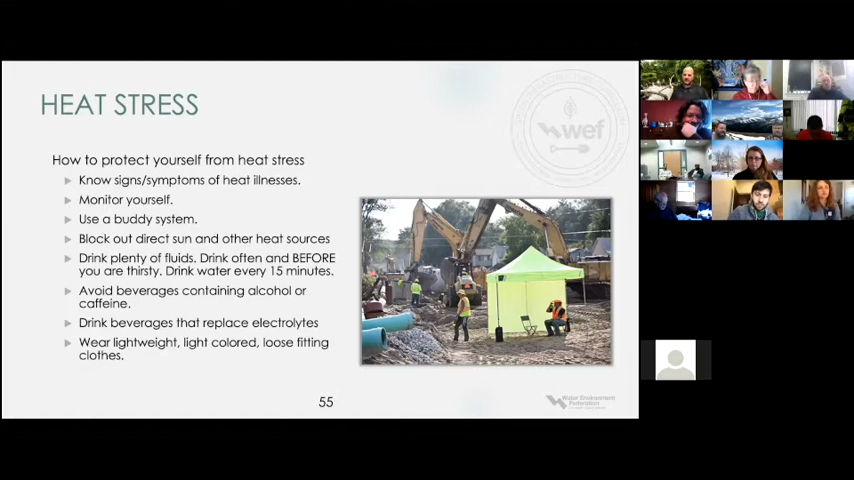 HEAT STRESS
wef
How to protect yourself from heat stress
Know signs/symptoms of heat illnesses.
Monitor yourself.
Use a buddy system.
Block out direct sun and other heat sources
Drink plenty of fluids. Drink often and BEFORE
you are thirsty. Drink water every 15 minutes.
Avoid beverages containing alcohol or
caffeine.
Drink beverages that replace electrolytes
Wear lightweight, light colored, loose fitting
clothes.
55
Water Environment
Federation